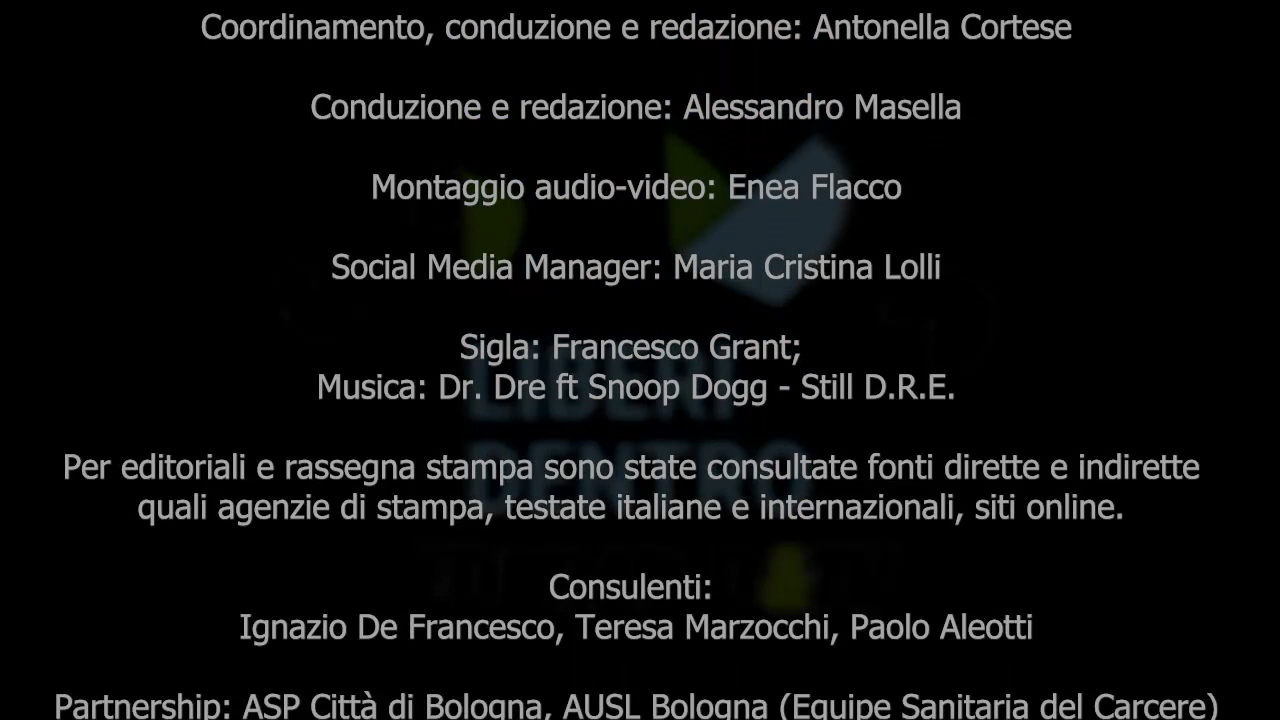 Coordinamento, conduzione e redazione: Antonella Cortese
Conduzione e redazione: Alessandro Masella
Montaggio audio-video: Enea Flacco
Social Media Manager: Maria Cristina Lolli
Sigla: Francesco Grant;
Musica: Dr. Dre ft Snoop Dogg - Still D.R.E.
LIBERI
DENTRO
Per editoriali e rassegna stampa sono state consultate fonti dirette e indirette
quali agenzie di stampa, testate italiane e internazionali, siti online.
Consulenti:
Ignazio De Francesco, Teresa Marzocchi, Paolo Aleotti
Partnership: ASP Città di Bologna, AUSL Bologna (Equipe Sanitaria del Carcere)